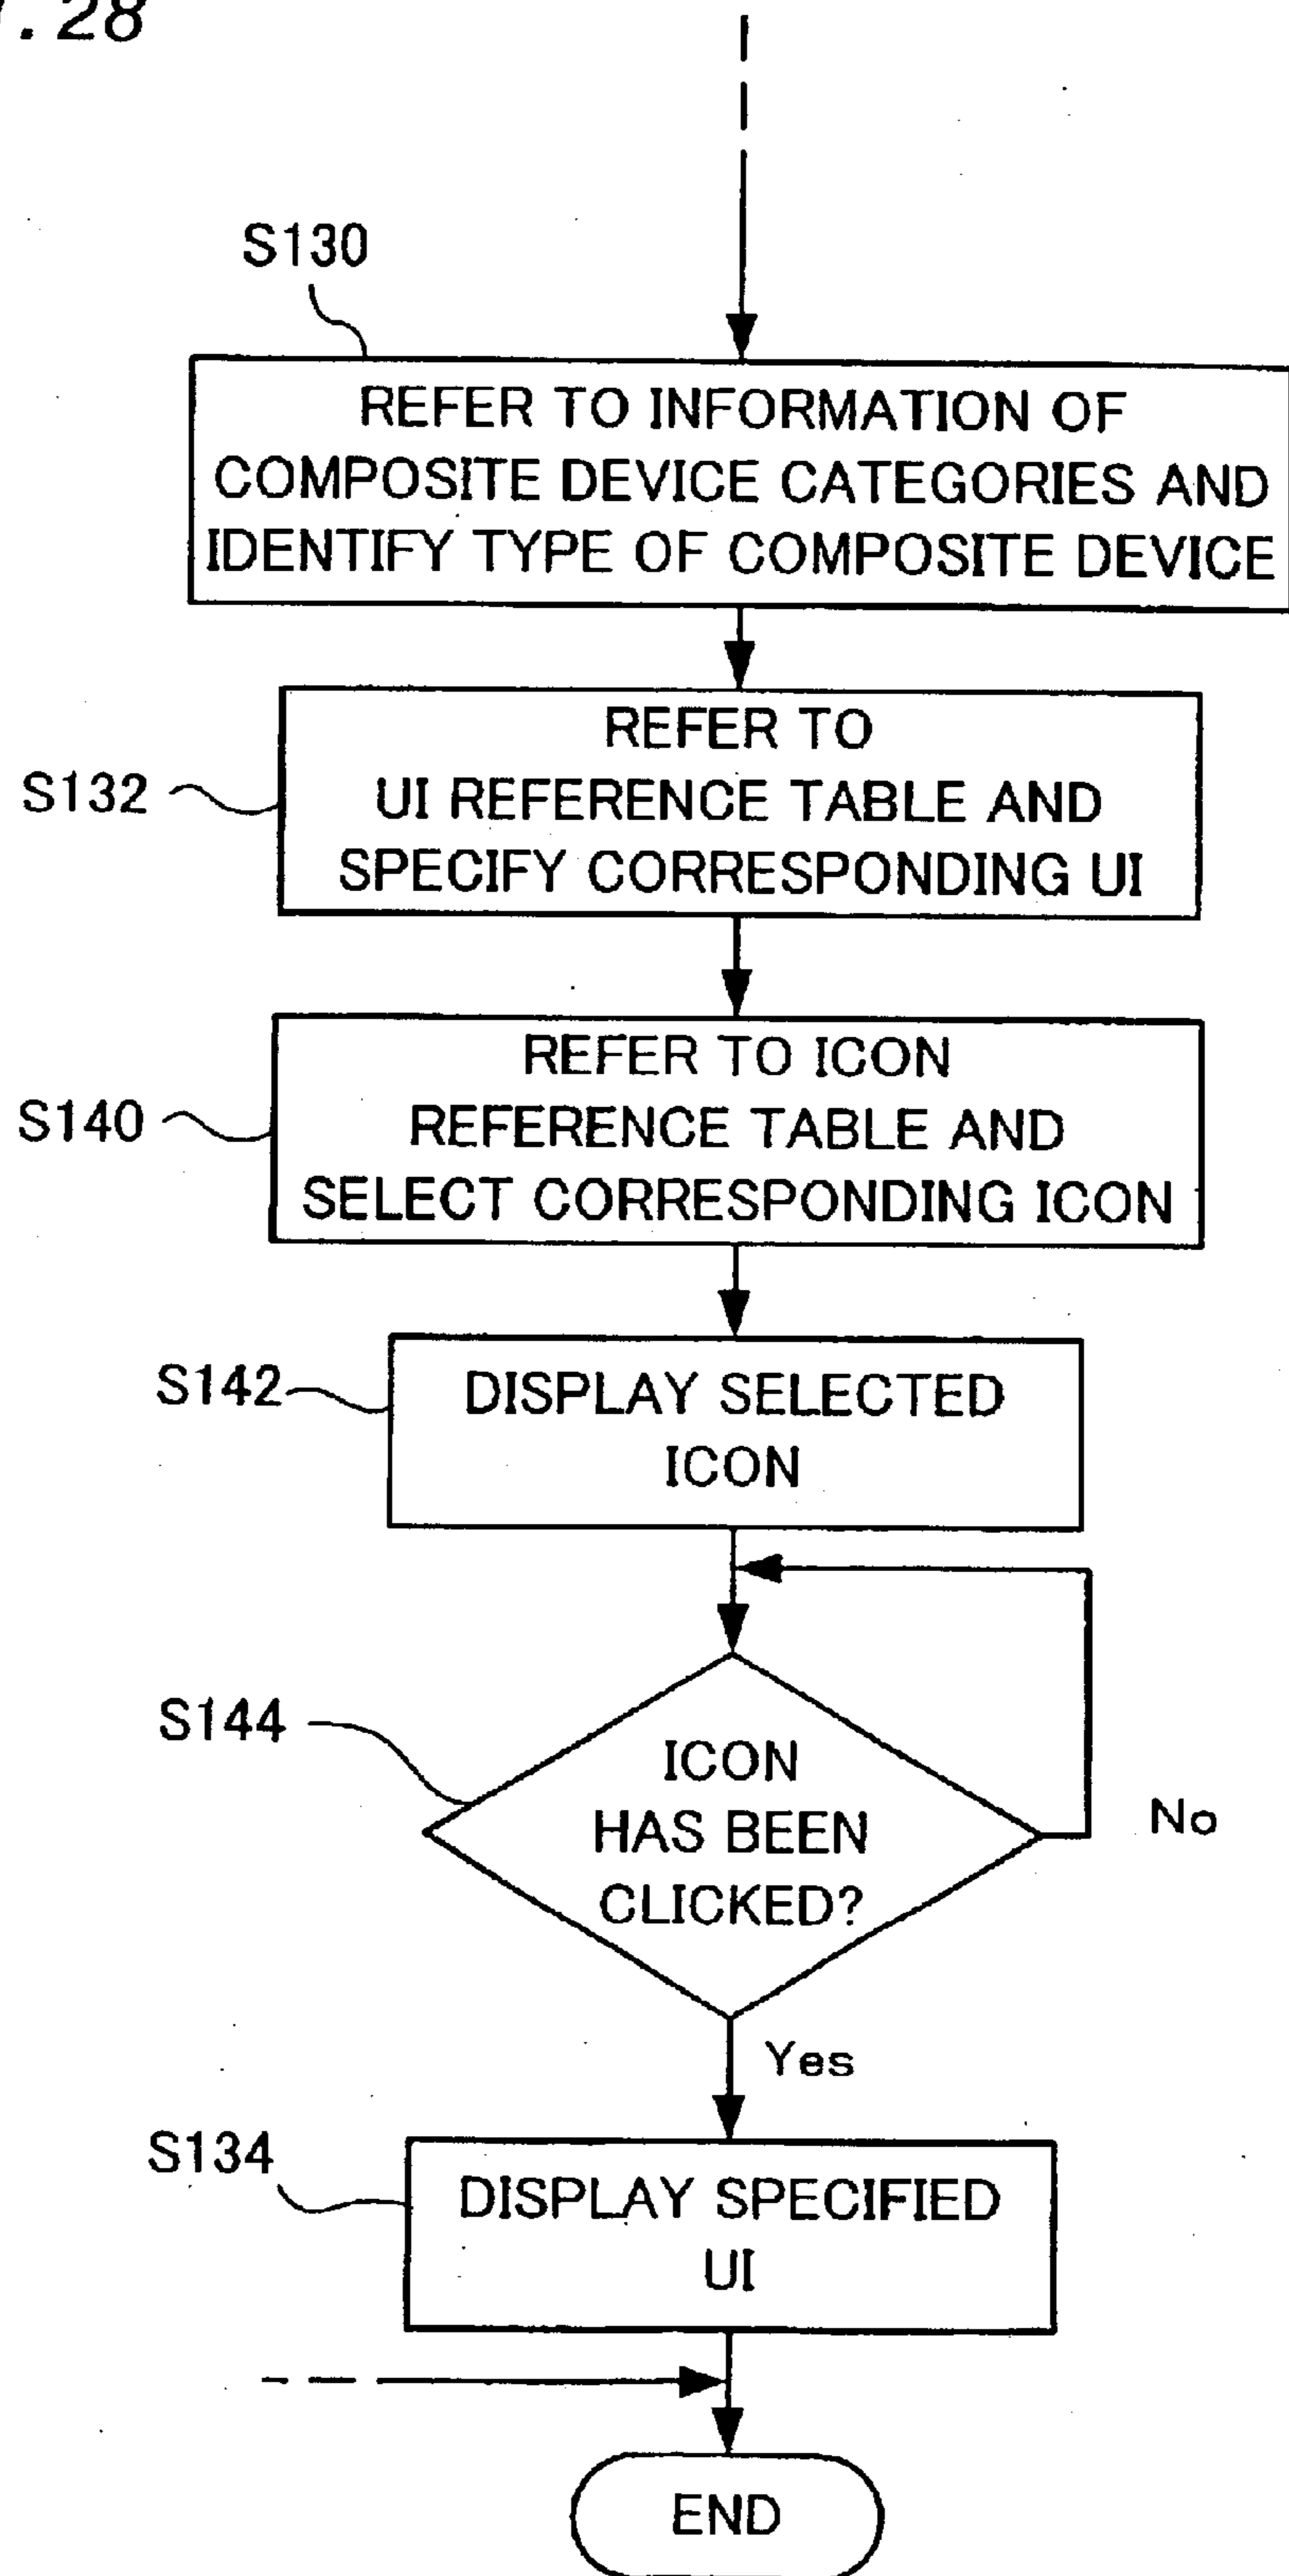 . 28
S130
REFER TO INFORMATION OF
COMPOSITE DEVICE CATEGORIES AND
IDENTIFY TYPE OF COMPOSITE DEVICE
REFER TO
S132
UI REFERENCE TABLE AND
SPECIFY CORRESPONDING UI
REFER TO ICON
S140
REFERENCE TABLE AND
SELECT CORRESPONDING ICON
S142
DISPLAY SELECTED
ICON
S144
ICON
HAS BEEN
No
CLICKED?
Yes
S134
DISPLAY SPECIFIED
UI
END